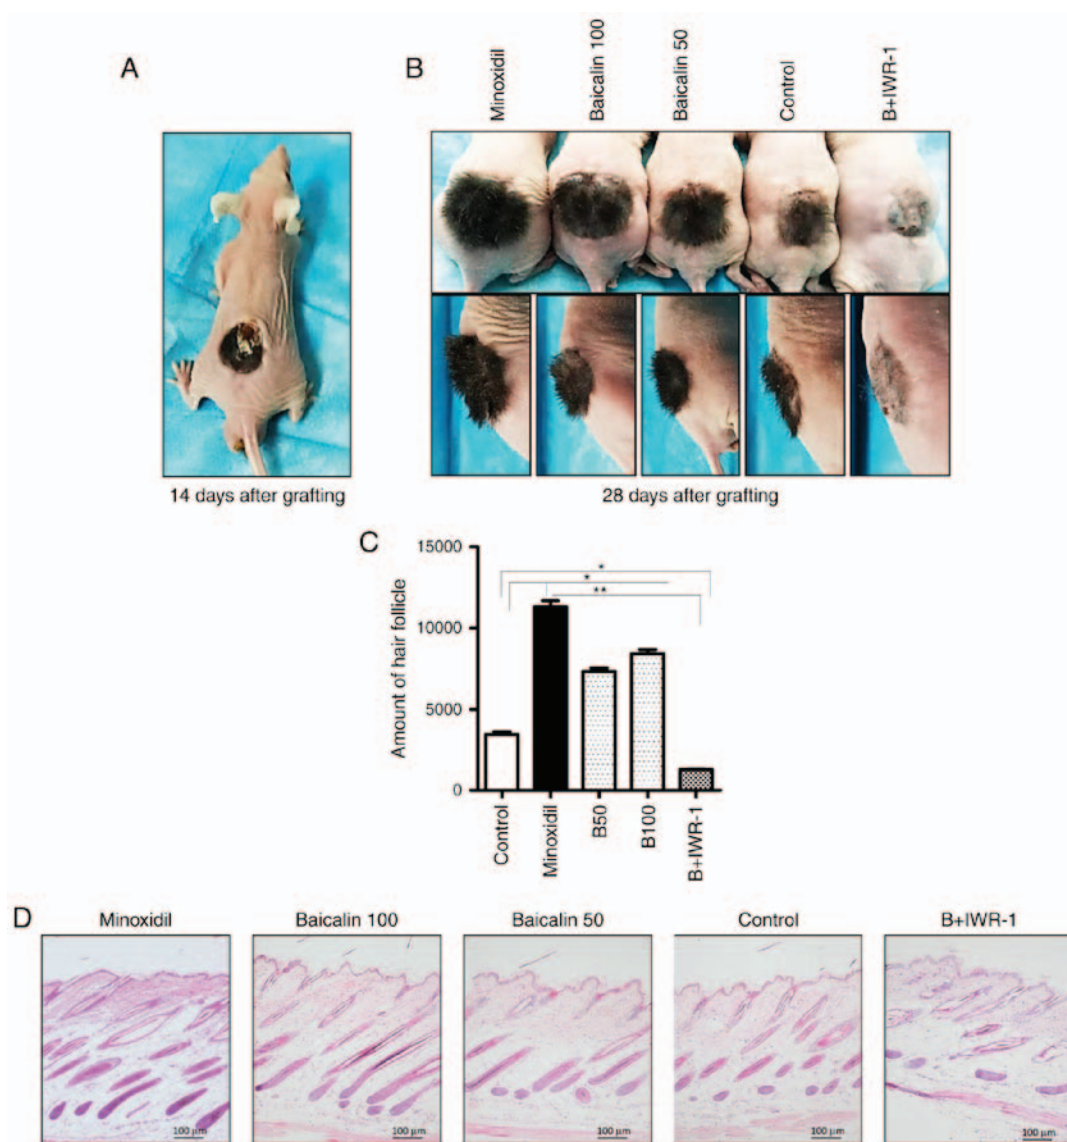 A
B
Minoxidil
Baicalin 100
Baicalin 50
Control
B+IWR-1
14 days after grafting
28 days after grafting
C
Amount of hair follicle
15000
10000
5000
0
*
*
**
Control
Minoxidil
B50
B100
B+IWR-1
D
Minoxidil
Baicalin 100
Baicalin 50
Control
B+IWR-1
100 µm
100 µm
100 µm
100 µm
100 µm